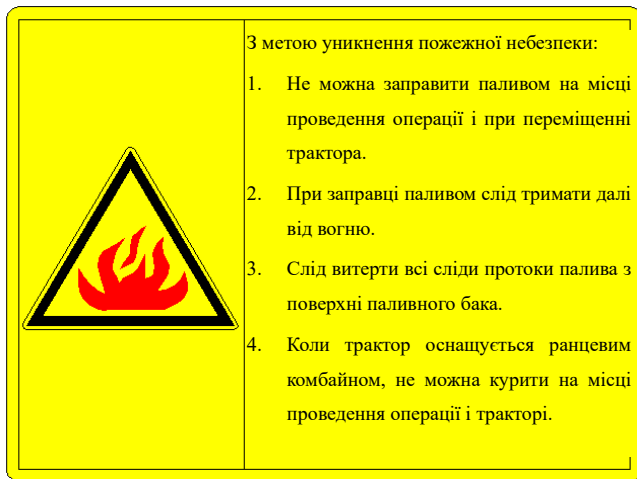 З метою уникнення пожежної небезпеки:
1. Не можна заправити паливом на місці
проведення операції і при переміщенні
трактора.
2. При заправці паливом слід тримати далі
від вогню.
3. Слід витерти всі сліди протоки палива з
поверхні паливного бака.
4. Коли трактор оснащується ранцевим
комбайном, не можна курити на місці
проведення операції і тракторі.